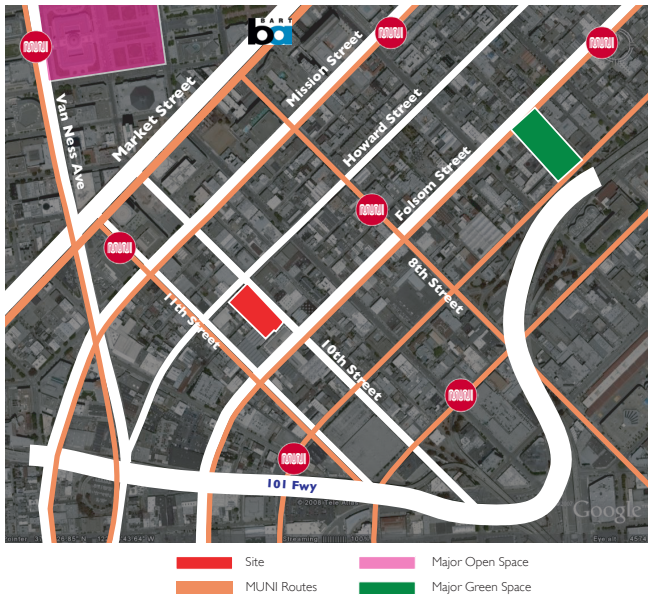 BART
ba
MUNI
MUNI
MUNI
Van Ness Ave
Market Street
Mission Street
Howard Street
Folsom Street
MUNI
MUNI
8th Street
11th Street
10th Street
MUNI
MUNI
101 Fwy
Google
Site
Major Open Space
MUNI Routes
Major Green Space